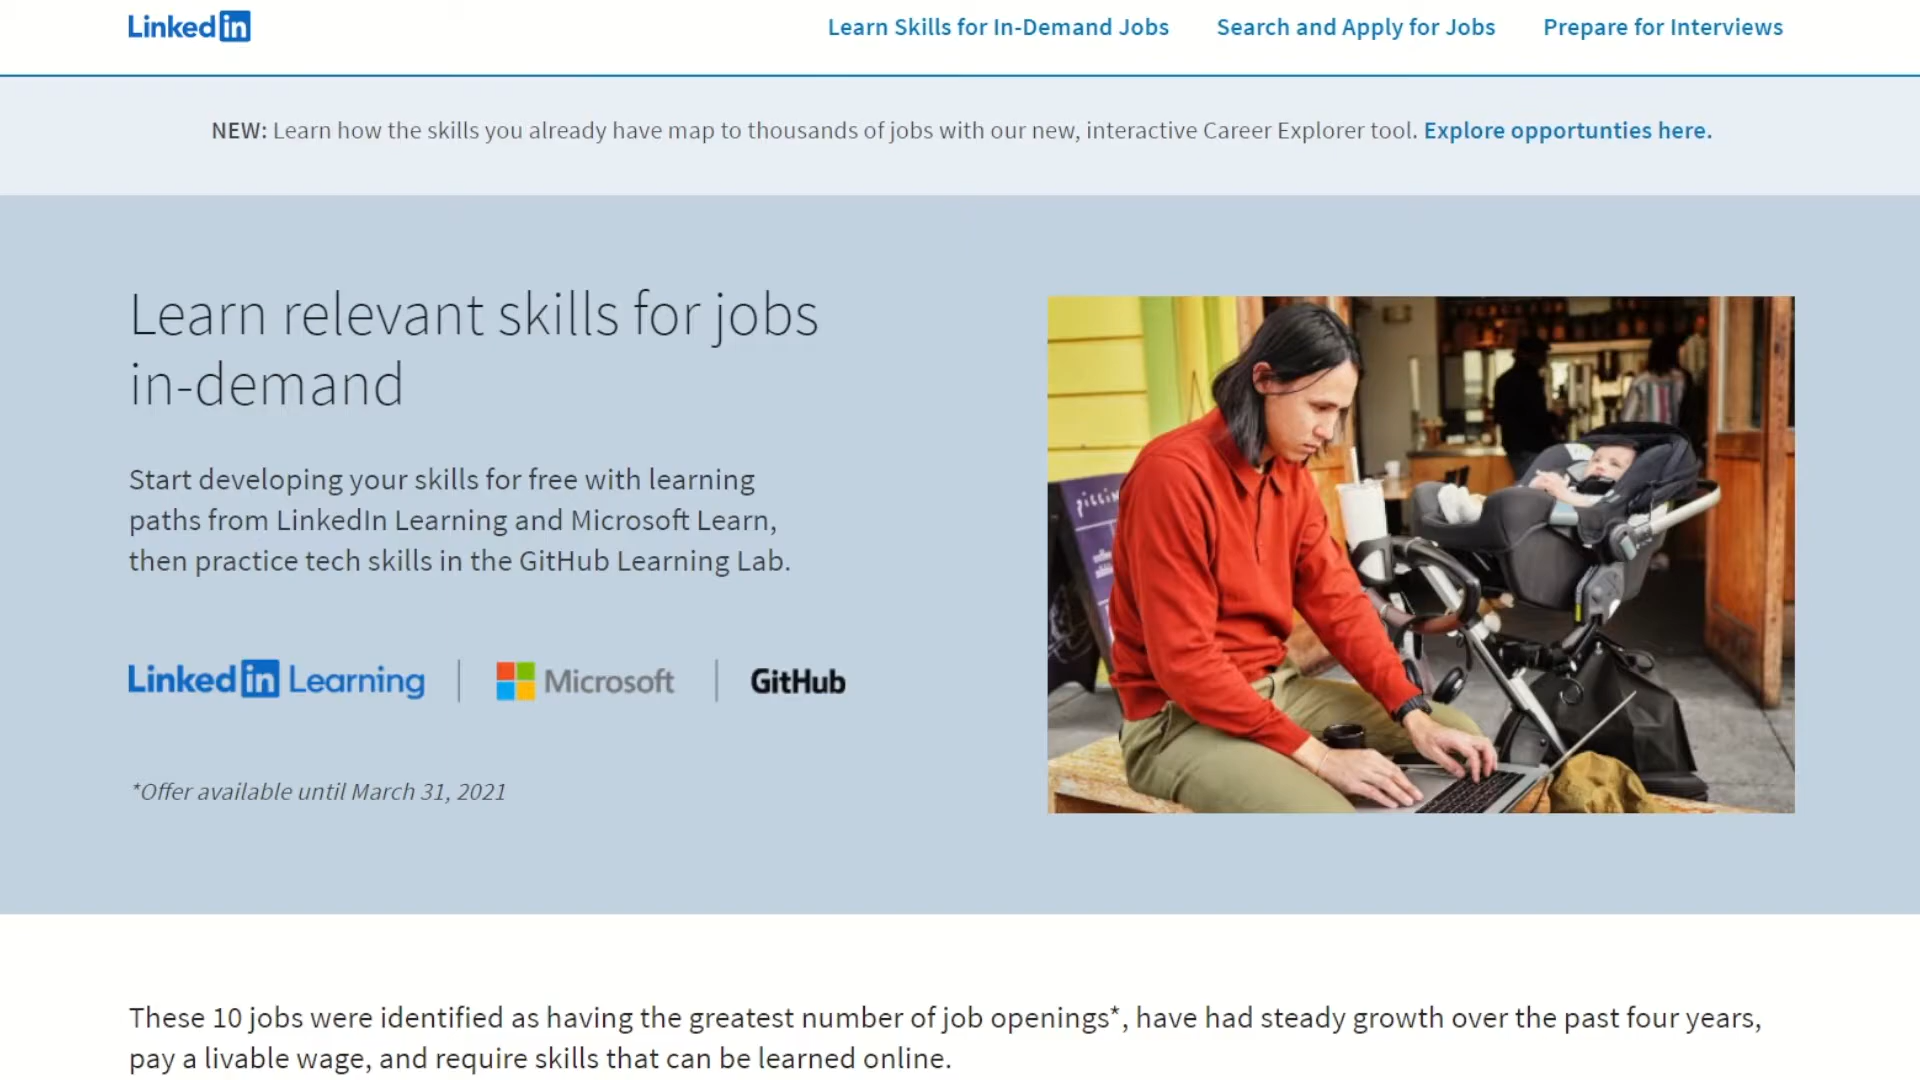 LinkedIn
Learn Skills for In-Demand Jobs
Search and Apply for Jobs
Prepare for Interviews
NEW: Learn how the skills you already have map to thousands of jobs with our new, interactive Career Explorer tool. Explore opportunties here.
Learn relevant skills for jobs
in-demand
Start developing your skills for free with learning
paths from LinkedIn Learning and Microsoft Learn,
then practice tech skills in the GitHub Learning Lab.
LinkedIn Learning
Microsoft
GitHub
*Offer available until March 31, 2021
These 10 jobs were identified as having the greatest number of job openings*, have had steady growth over the past four years,
pay a livable wage, and require skills that can be learned online.